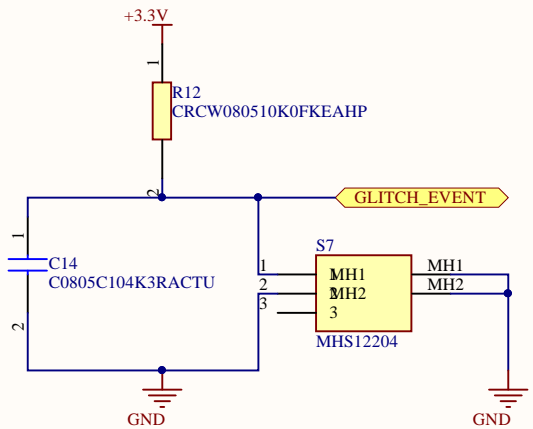 +3.3V
1
R12
CRCW080510K0FKEAHP
2
GLITCH_EVENT
1
C14
C0805C104K3RACTU
2
S7
1
2
3
1
2
3
MH1
MH2
MH1
MH2
MHS12204
GND
GND